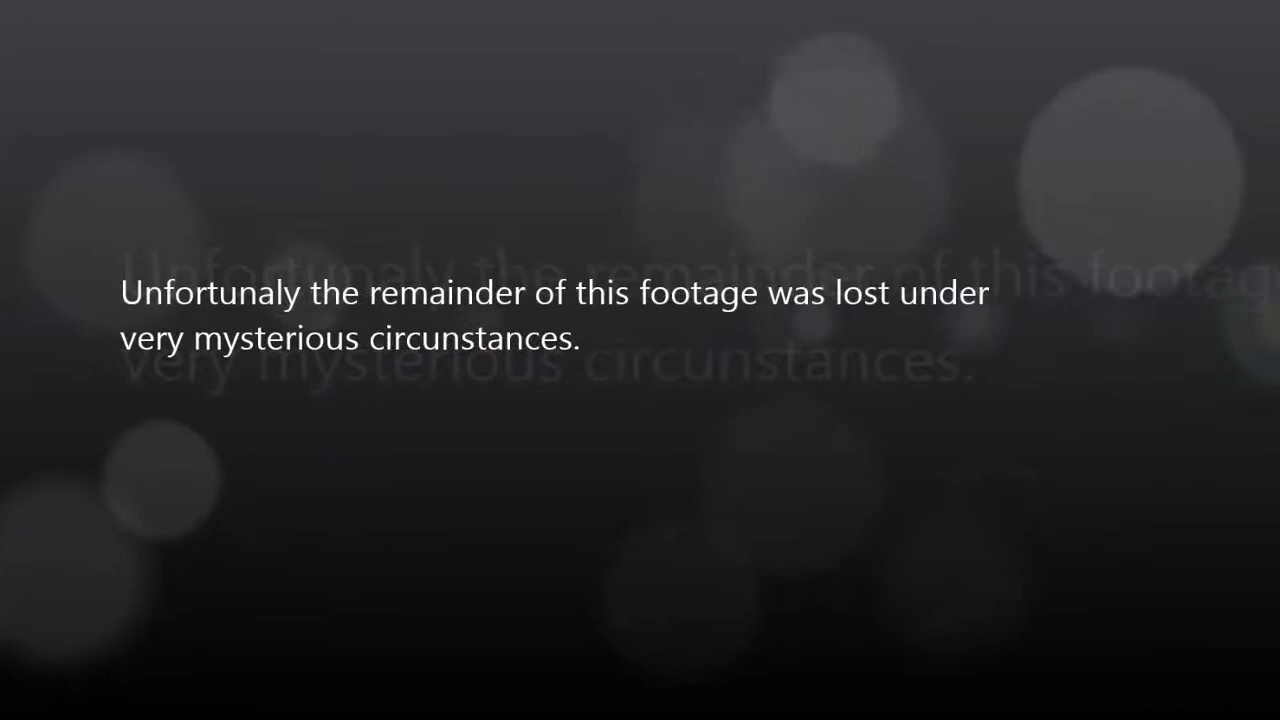 Unfortunaly the remainder of this footage was lost under
very mysterious circunstances.